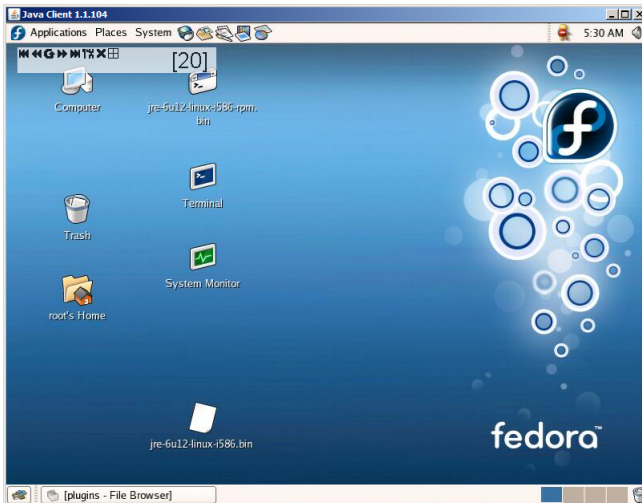 Java Client 1.1.104
Applications Places System
5:30 AM
[20]
Computer
jre-6u12-linux-i586-rpm.
bin
Terminal
Trash
System Monitor
root's Home
jre-6u12-linux-i586.bin
fedora™
[plugins - File Browser]